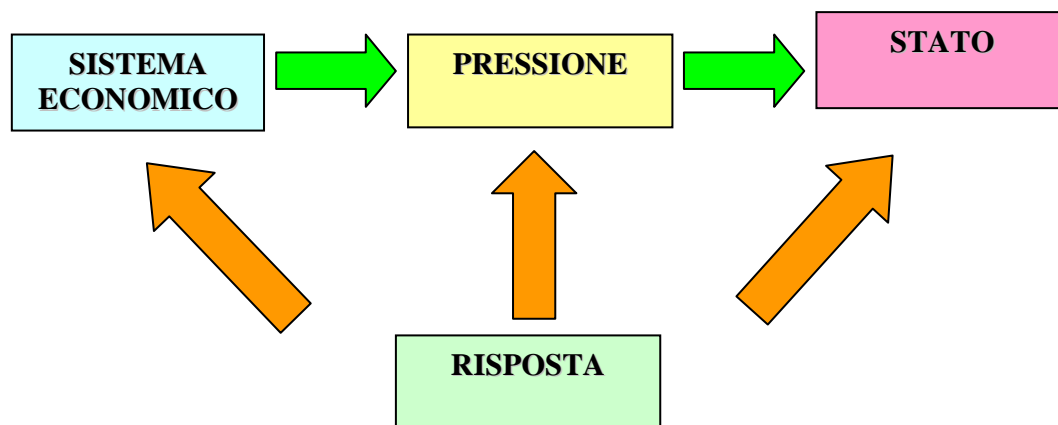 SISTEMA
ECONOMICO
PRESSIONE
STATO
RISPOSTA